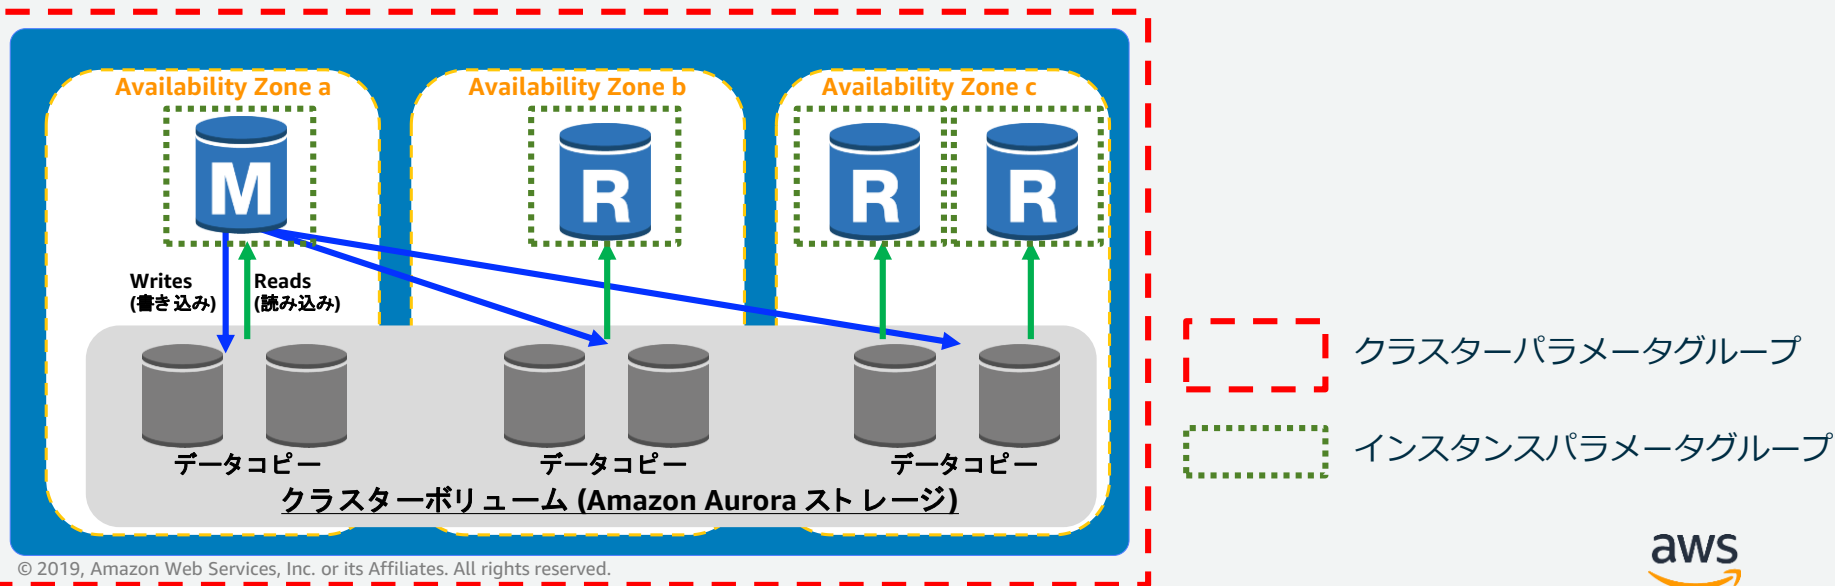 Availability Zone a
Availability Zone b
Availability Zone c
M
R
R
R
Writes
(書き込み)
Reads
(読み込み)
データコピー
データコピー
データコピー
クラスターボリューム (Amazon Aurora ストレージ)
クラスターパラメータグループ
インスタンスパラメータグループ
© 2019, Amazon Web Services, Inc. or its Affiliates. All rights reserved.
aws